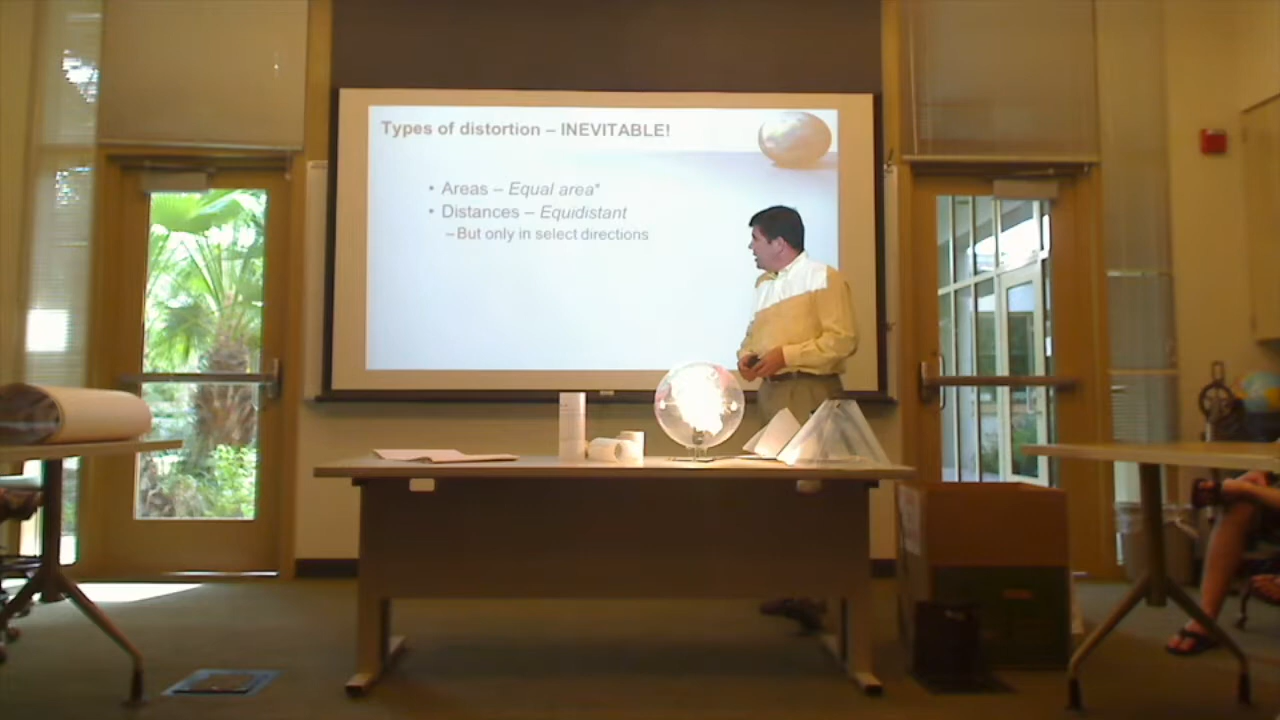 Types of distortion – INEVITABLE!
• Areas – Equal area*
• Distances – Equidistant
–But only in select directions